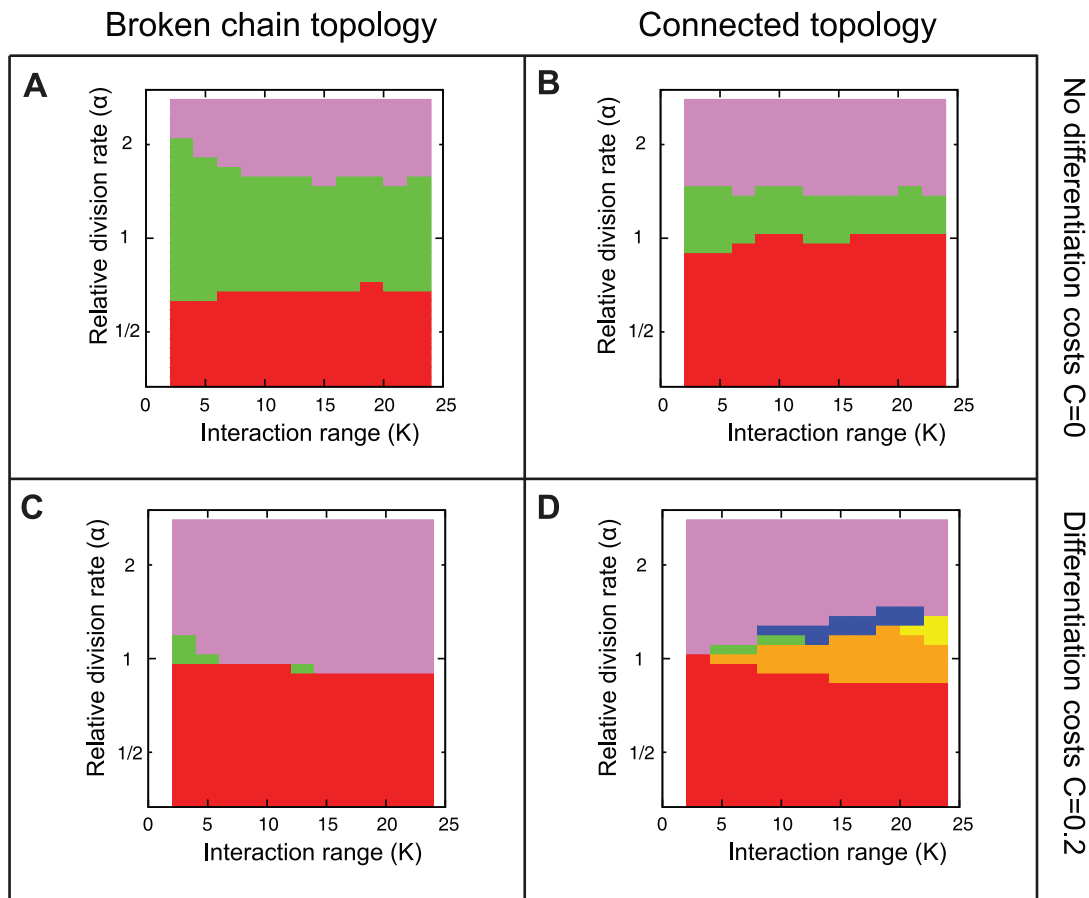 Broken chain topology
Connected topology
A
Relative division rate (α)
2
1
1/2
0 5 10 15 20 25
Interaction range (K)
B
Relative division rate (α)
2
1
1/2
0 5 10 15 20 25
Interaction range (K)
No differentiation costs C=0
C
Relative division rate (α)
2
1
1/2
0 5 10 15 20 25
Interaction range (K)
D
Relative division rate (α)
2
1
1/2
0 5 10 15 20 25
Interaction range (K)
Differentiation costs C=0.2